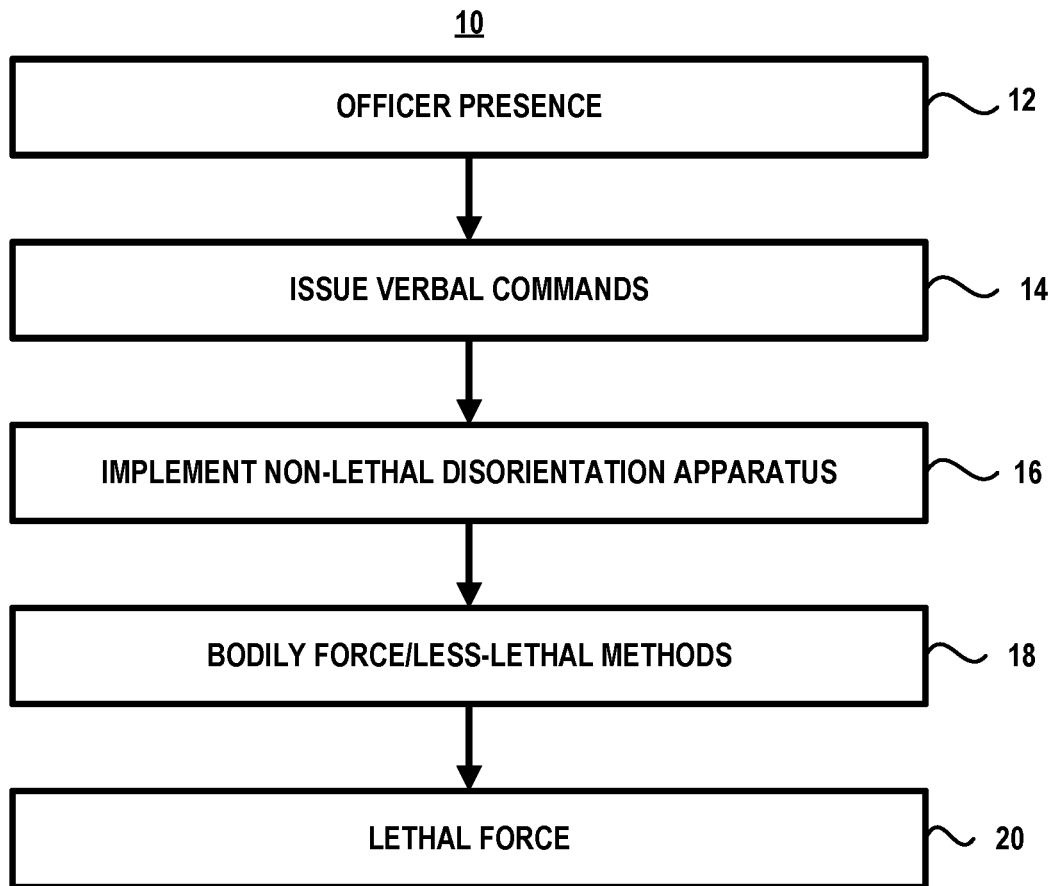 10
OFFICER PRESENCE
12
ISSUE VERBAL COMMANDS
14
IMPLEMENT NON-LETHAL DISORIENTATION APPARATUS
16
BODILY FORCE/LESS-LETHAL METHODS
18
LETHAL FORCE
20